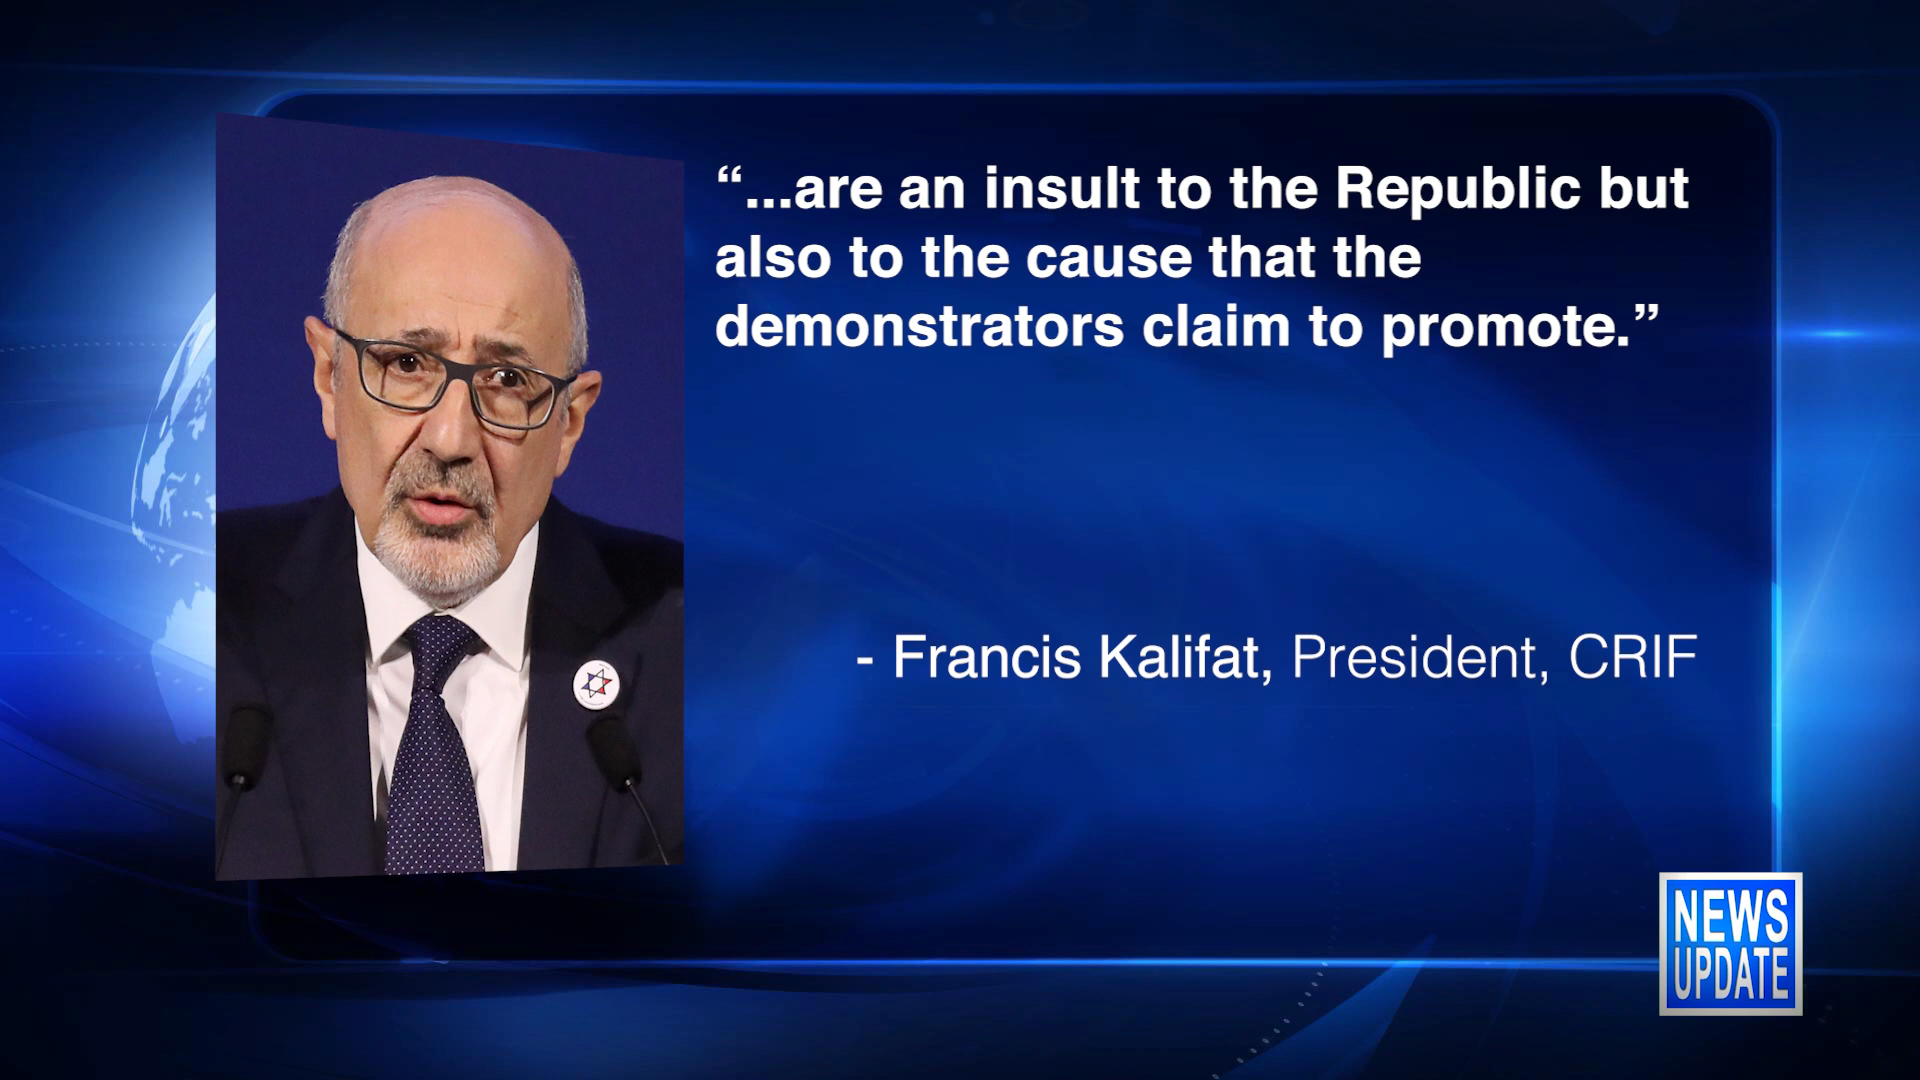 “...are an insult to the Republic but
also to the cause that the
demonstrators claim to promote.”
- Francis Kalifat, President, CRIF
NEWS
UPDATE